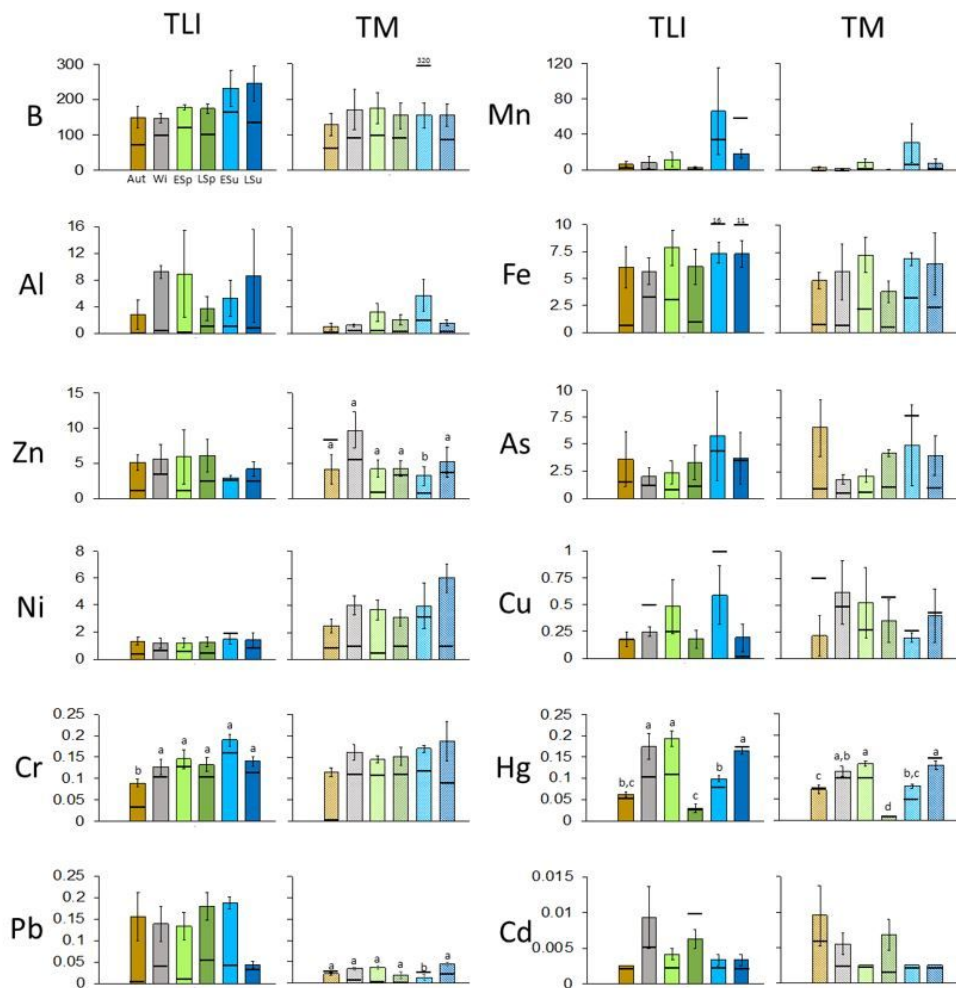 TLI TM TLI TM
B 300 200 100 0 320
Aut Wi ESp LSp ESu LSu
Mn 120 80 40 0
Al 16 12 8 4 0
Fe 10 7.5 5 2.5 0 16 11
Zn 15 10 5 0 a a a a b a
As 10 7.5 5 2.5 0
Ni 8 6 4 2 0
Cu 1 0.75 0.5 0.25 0
Cr 0.25 0.2 0.15 0.1 0.05 0 b a a a a a
Hg 0.25 0.2 0.15 0.1 0.05 0 b,c a a c b a c a,b a d b,c a
Pb 0.25 0.2 0.15 0.1 0.05 0 a a a a b a
Cd 0.015 0.01 0.005 0